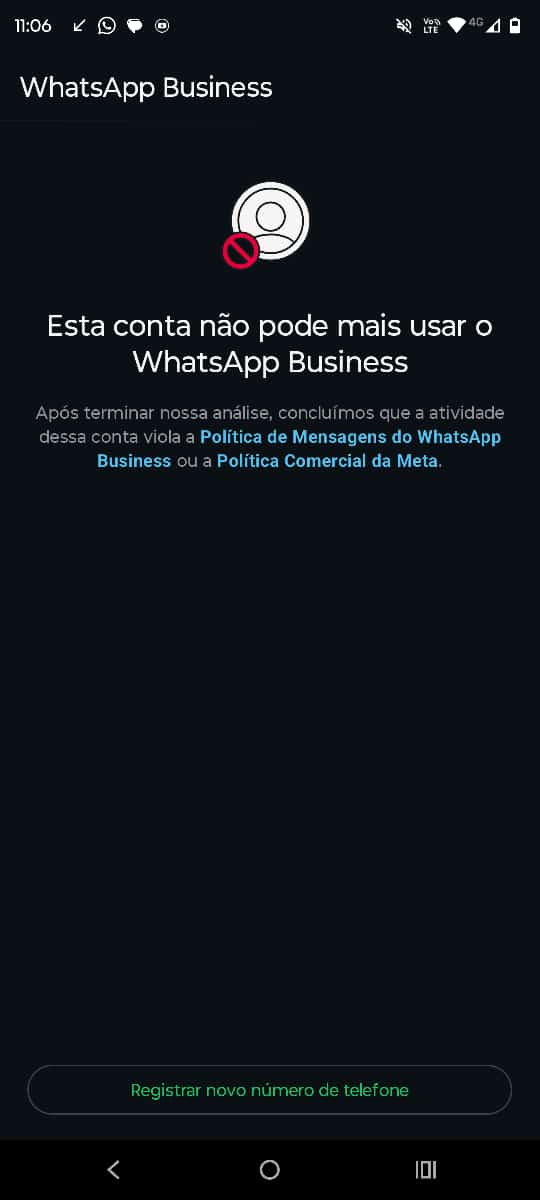 11:06
Vo))
LTE
4G
WhatsApp Business
Esta conta não pode mais usar o
WhatsApp Business
Após terminar nossa análise, concluímos que a atividade
dessa conta viola a Política de Mensagens do WhatsApp
Business ou a Política Comercial da Meta.
Registrar novo número de telefone